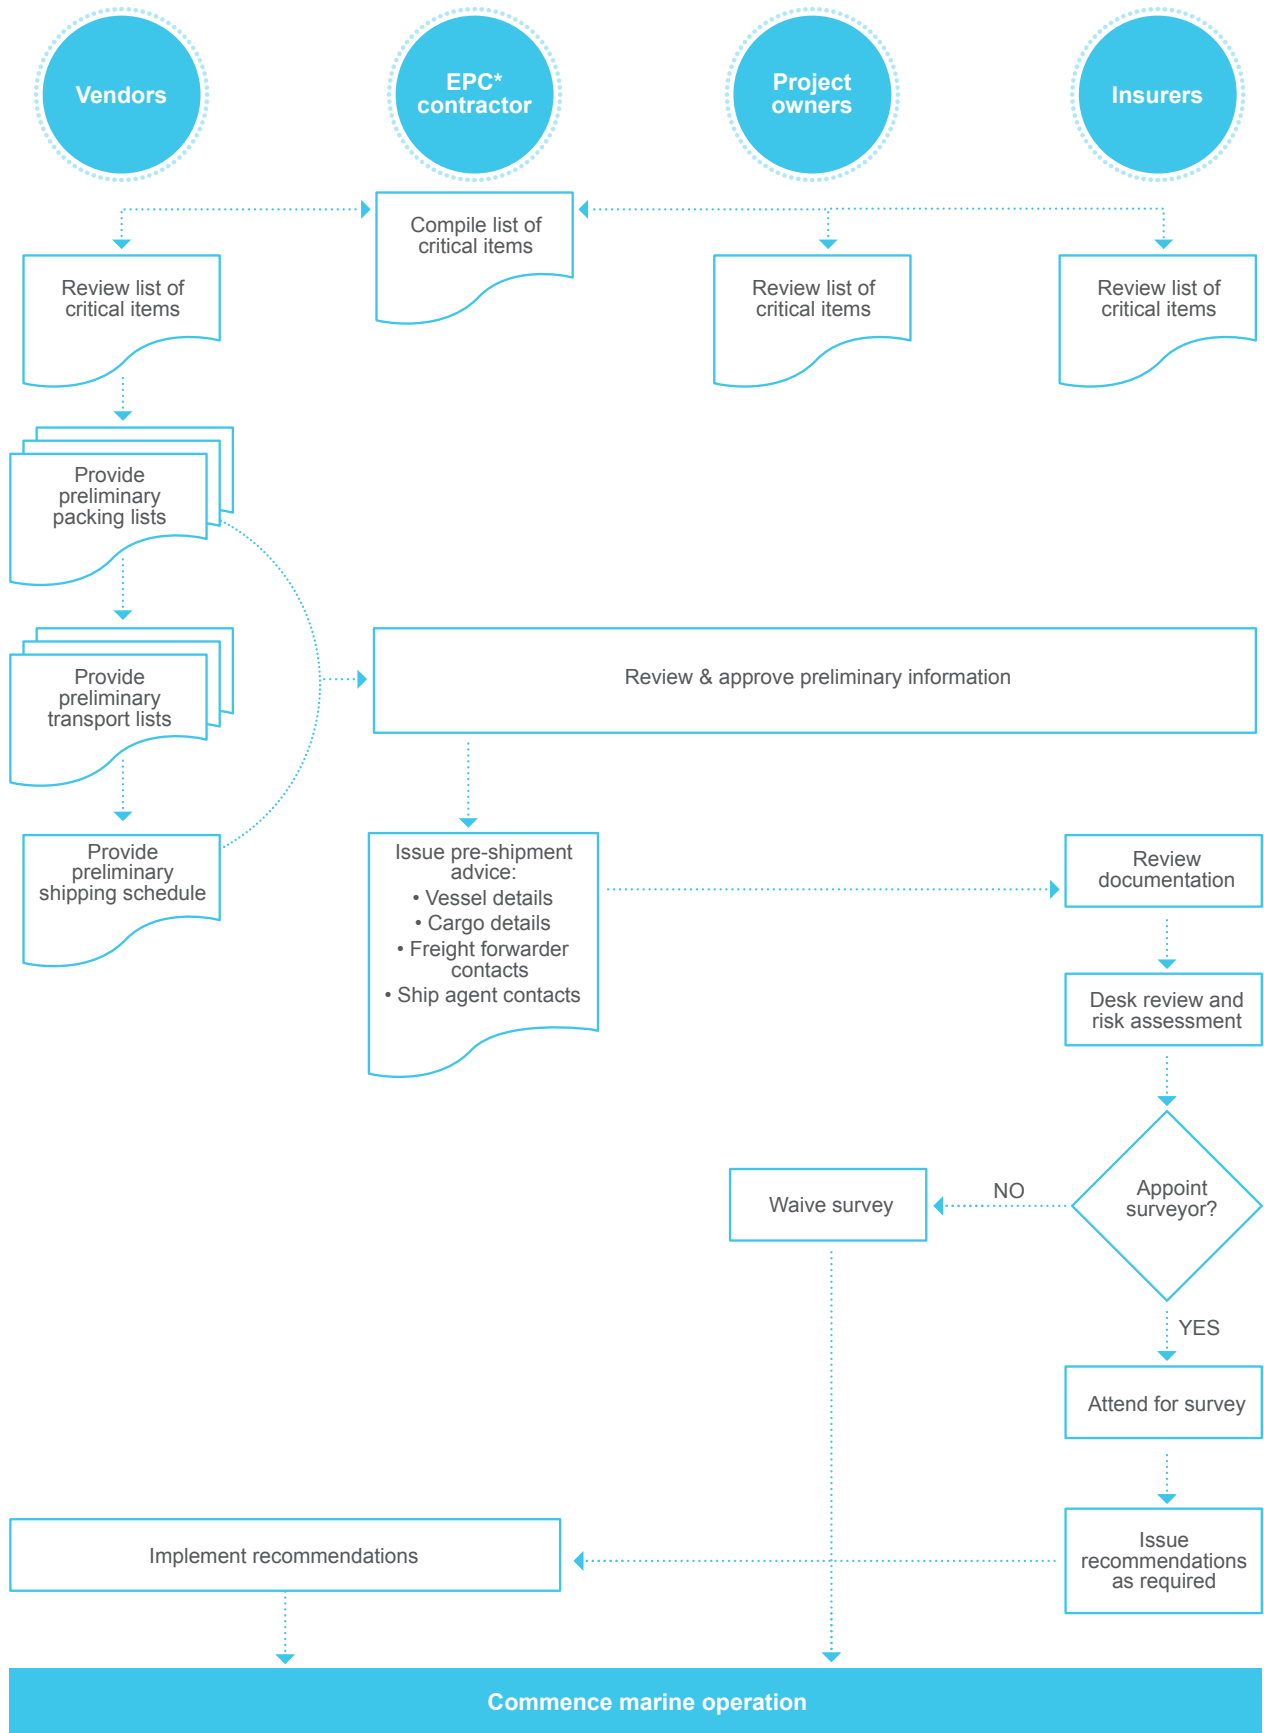 Vendors
EPC*
contractor
Project
owners
Insurers
Compile list of
critical items
Review list of
critical items
Review list of
critical items
Review list of
critical items
Provide
preliminary
packing lists
Provide
preliminary
transport lists
Review & approve preliminary information
Provide
preliminary
shipping schedule
Issue pre-shipment
advice:
• Vessel details
• Cargo details
• Freight forwarder
contacts
• Ship agent contacts
Review
documentation
Desk review and
risk assessment
Appoint
surveyor?
NO
Waive survey
YES
Attend for survey
Issue
recommendations
as required
Implement recommendations
Commence marine operation